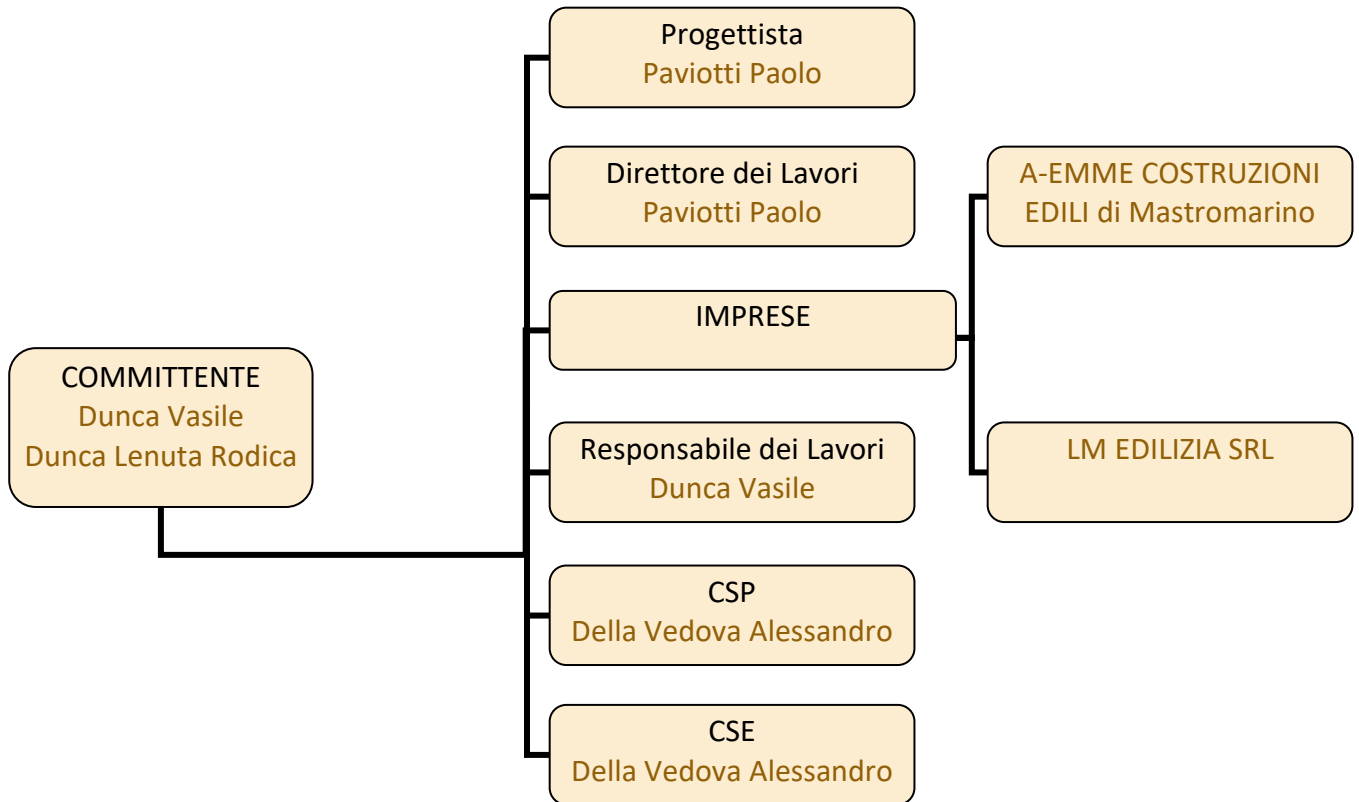 Progettista
Paviotti Paolo
Direttore dei Lavori
Paviotti Paolo
A-EMME COSTRUZIONI
EDILI di Mastromarino
IMPRESE
COMMITTENTE
Dunca Vasile
Dunca Lenuta Rodica
Responsabile dei Lavori
Dunca Vasile
LM EDILIZIA SRL
CSP
Della Vedova Alessandro
CSE
Della Vedova Alessandro